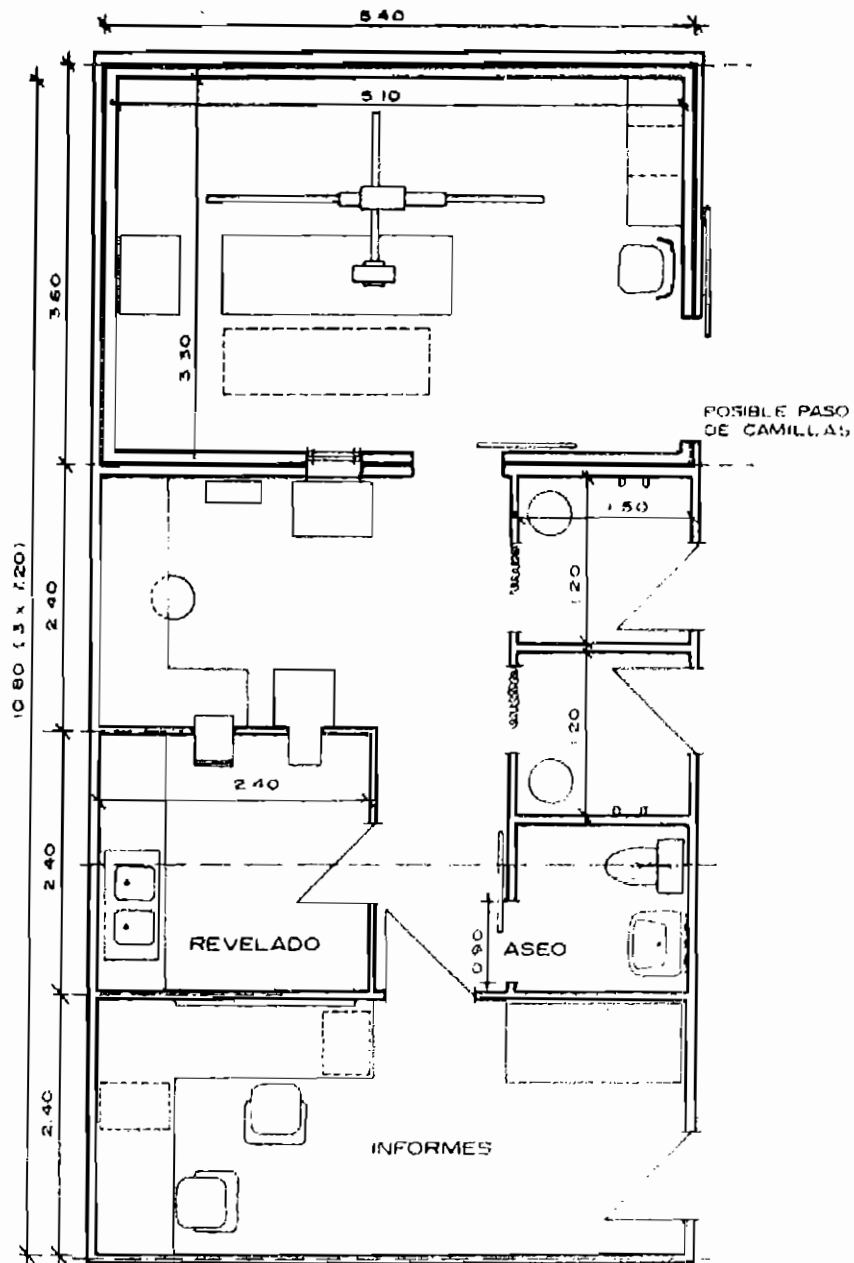 5.40
5.10
3.60
3.30
POSIBLE PASO
DE CAMILLAS
1.50
1.20
2.40
10.80 (3 x 7.20)
1.20
2.40
2.40
REVELADO
0.90
ASEO
2.40
INFORMES